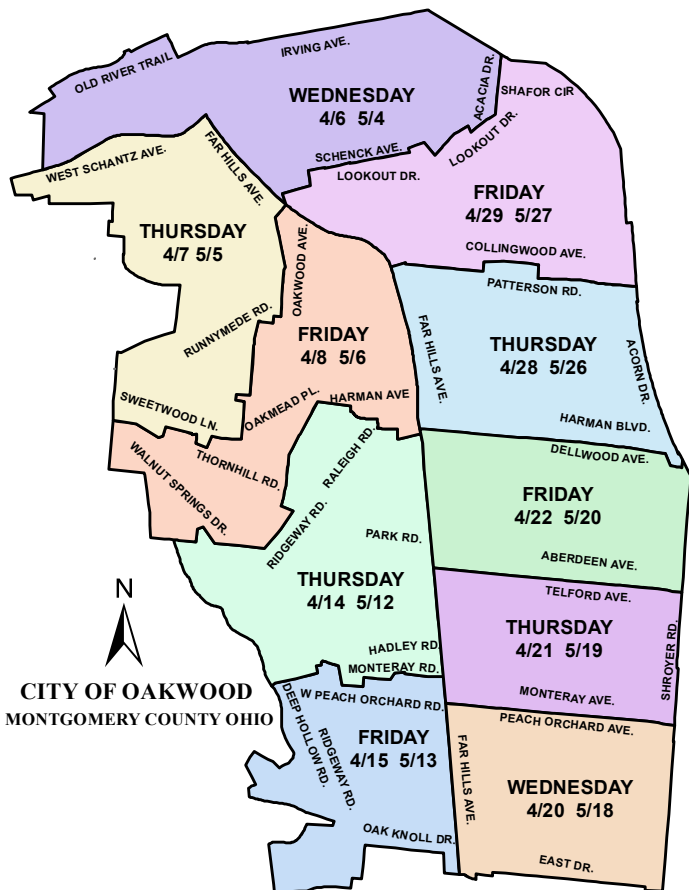 IRVING AVE.
OLD RIVER TRAIL
ACACIA DR.
SHAFOR CIR
WEDNESDAY
4/6 5/4
SCHENCK AVE.
LOOKOUT DR.
LOOKOUT DR.
WEST SCHANTZ AVE.
FAR HILLS AVE.
FRIDAY
4/29 5/27
COLLINGWOOD AVE.
THURSDAY
4/7 5/5
OAKWOOD AVE.
PATTERSON RD.
RUNNYMEDE RD.
FRIDAY
4/8 5/6
FAR HILLS AVE.
THURSDAY
4/28 5/26
ACORN DR.
SWEETWOOD LN.
OAKMEAD PL.
HARMAN AVE
HARMAN BLVD.
DELLWOOD AVE.
THORNHILL RD.
WALNUT SPRINGS DR.
RALEIGH RD.
RIDGEWAY RD.
FRIDAY
4/22 5/20
PARK RD.
ABERDEEN AVE.
THURSDAY
4/14 5/12
TELFORD AVE.
THURSDAY
4/21 5/19
SHROYER RD.
HADLEY RD.
MONTERAY RD.
MONTERAY AVE.
N
CITY OF OAKWOOD
MONTGOMERY COUNTY OHIO
W PEACH ORCHARD RD.
PEACH ORCHARD AVE.
DEEP HOLLOW RD.
RIDGEWAY RD.
FRIDAY
4/15 5/13
FAR HILLS AVE.
WEDNESDAY
4/20 5/18
OAK KNOLL DR.
EAST DR.